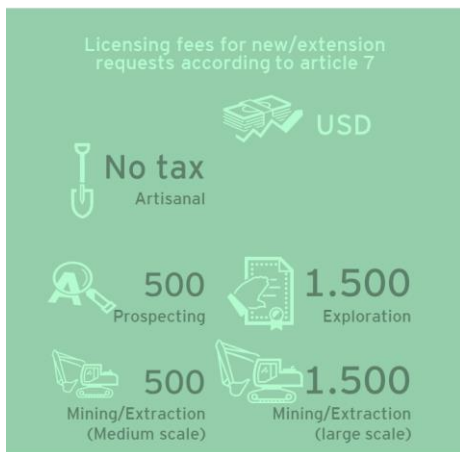 Licensing fees for new/extension
requests according to article 7
USD
No tax
Artisanal
500
Prospecting
1.500
Exploration
500
Mining/Extraction
(Medium scale)
1.500
Mining/Extraction
(large scale)